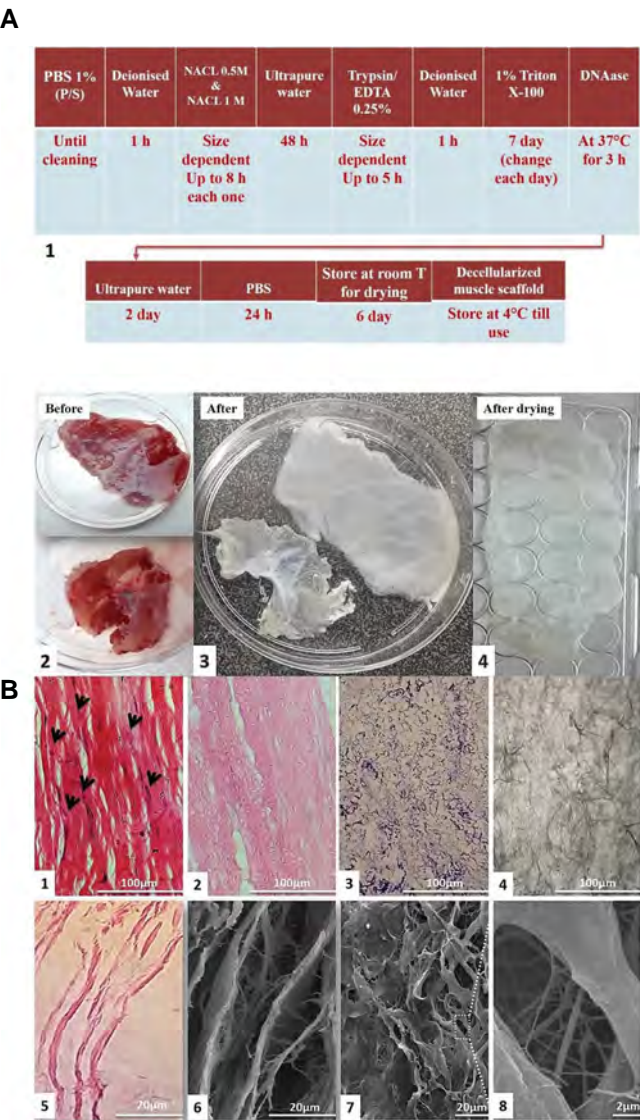 A
PBS 1%
(P/S)
Deionised
Water
NACL 0.5M
&
NACL 1 M
Ultrapure
water
Trypsin/
EDTA
0.25%
Deionised
Water
1% Triton
X-100
DNAase
Until
cleaning
1 h
Size
dependent
Up to 8 h
each one
48 h
Size
dependent
Up to 5 h
1 h
7 day
(change
each day)
At 37°C
for 3 h
1
Ultrapure water
PBS
Store at room T
for drying
Decellularized
muscle scaffold
2 day
24 h
6 day
Store at 4°C till
use
Before
After
After drying
2
3
4
B
100µm
1
100µm
2
100µm
3
100µm
4
20µm
5
20µm
6
20µm
7
2µm
8